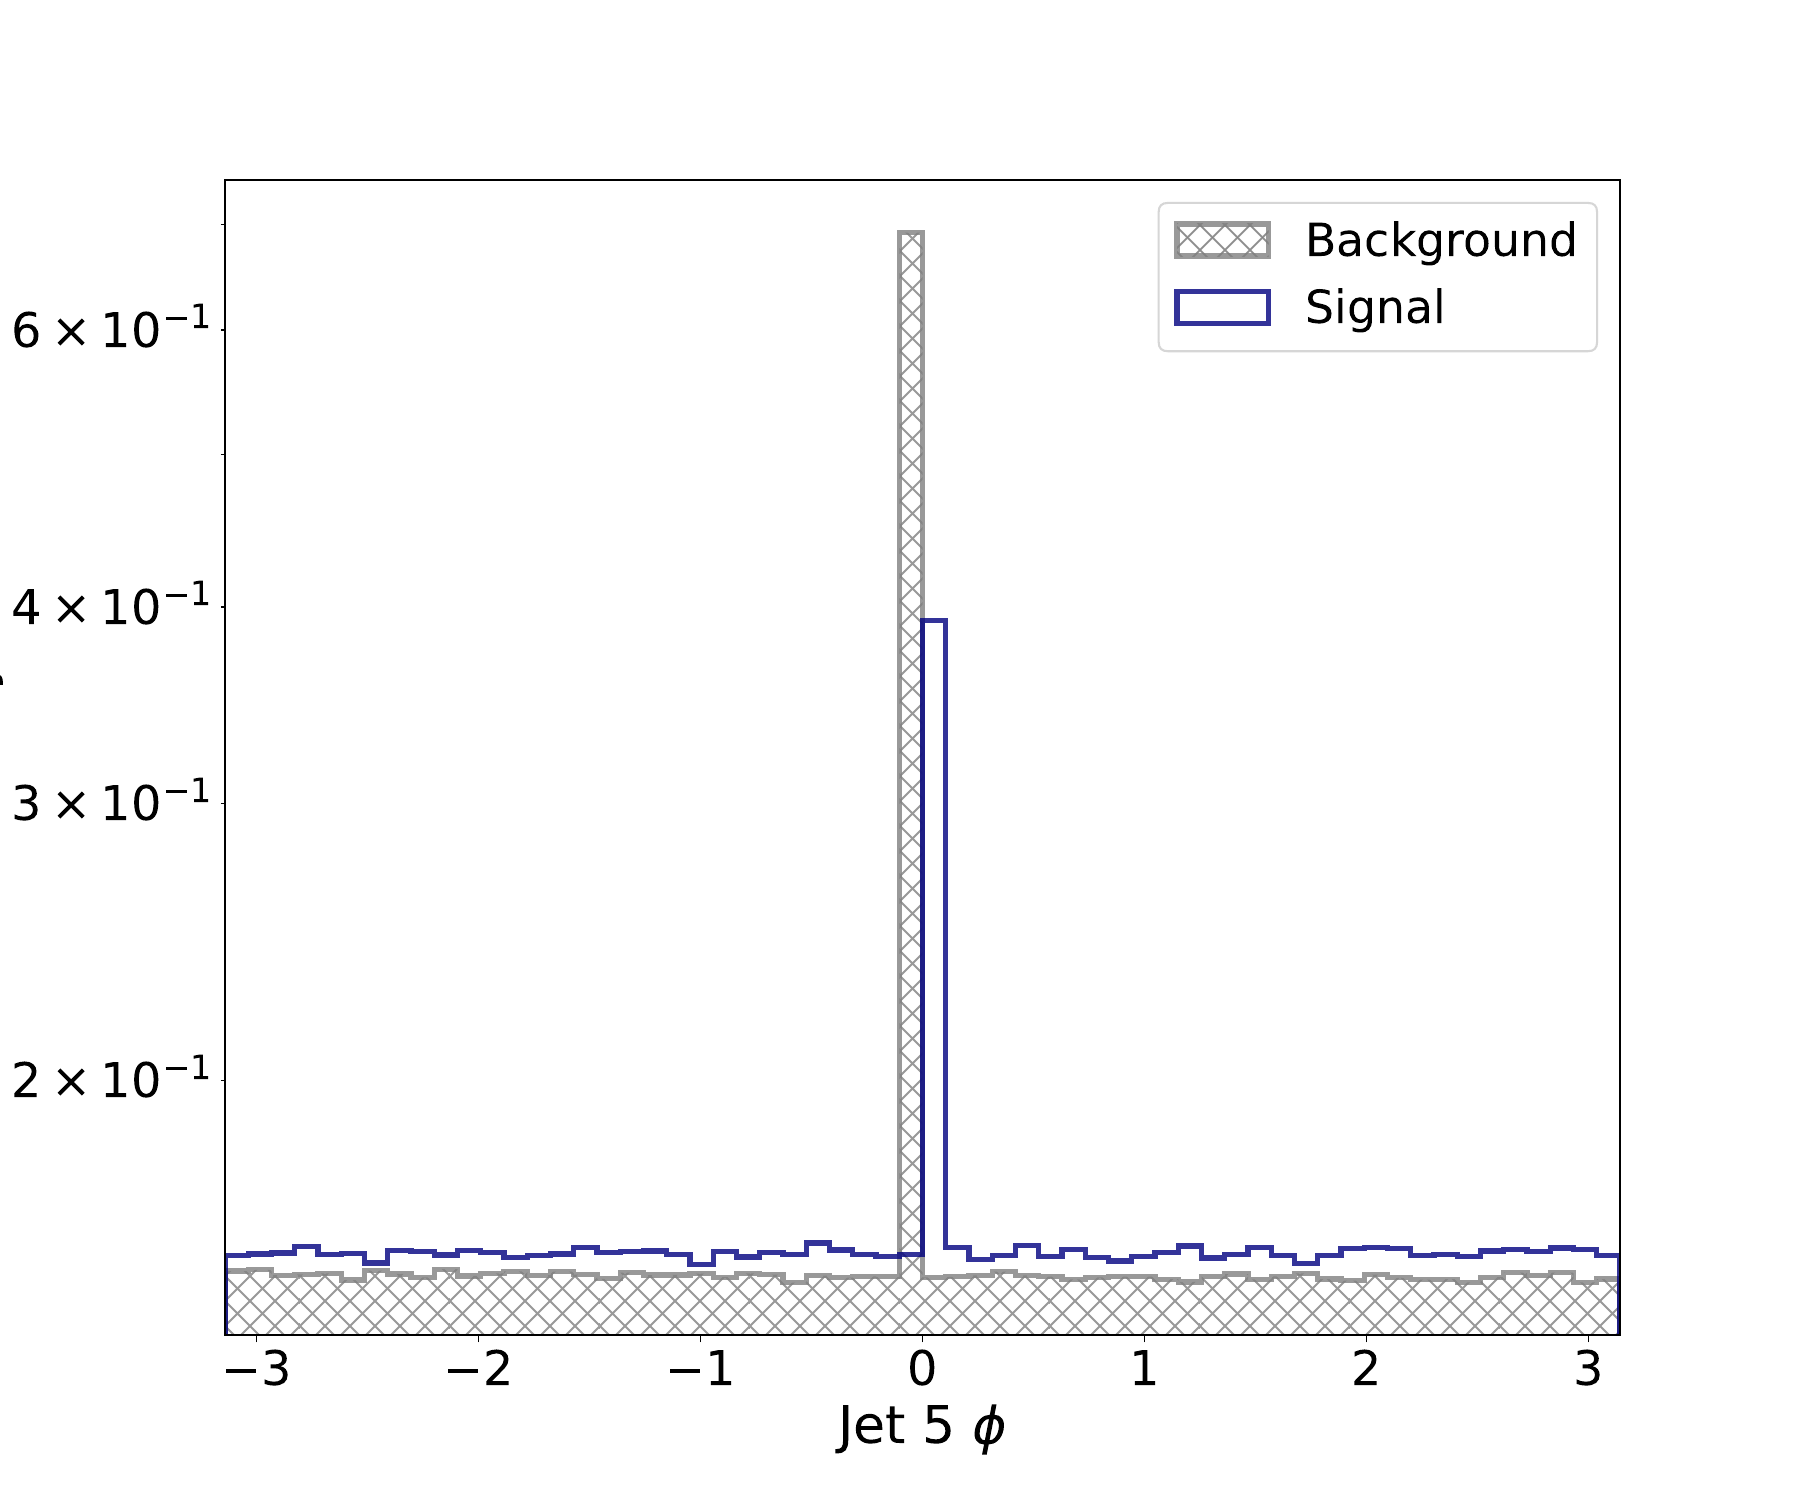 Background
Signal
6 × 10⁻¹
4 × 10⁻¹
3 × 10⁻¹
2 × 10⁻¹
−3 −2 −1 0 1 2 3
Jet 5 ϕ